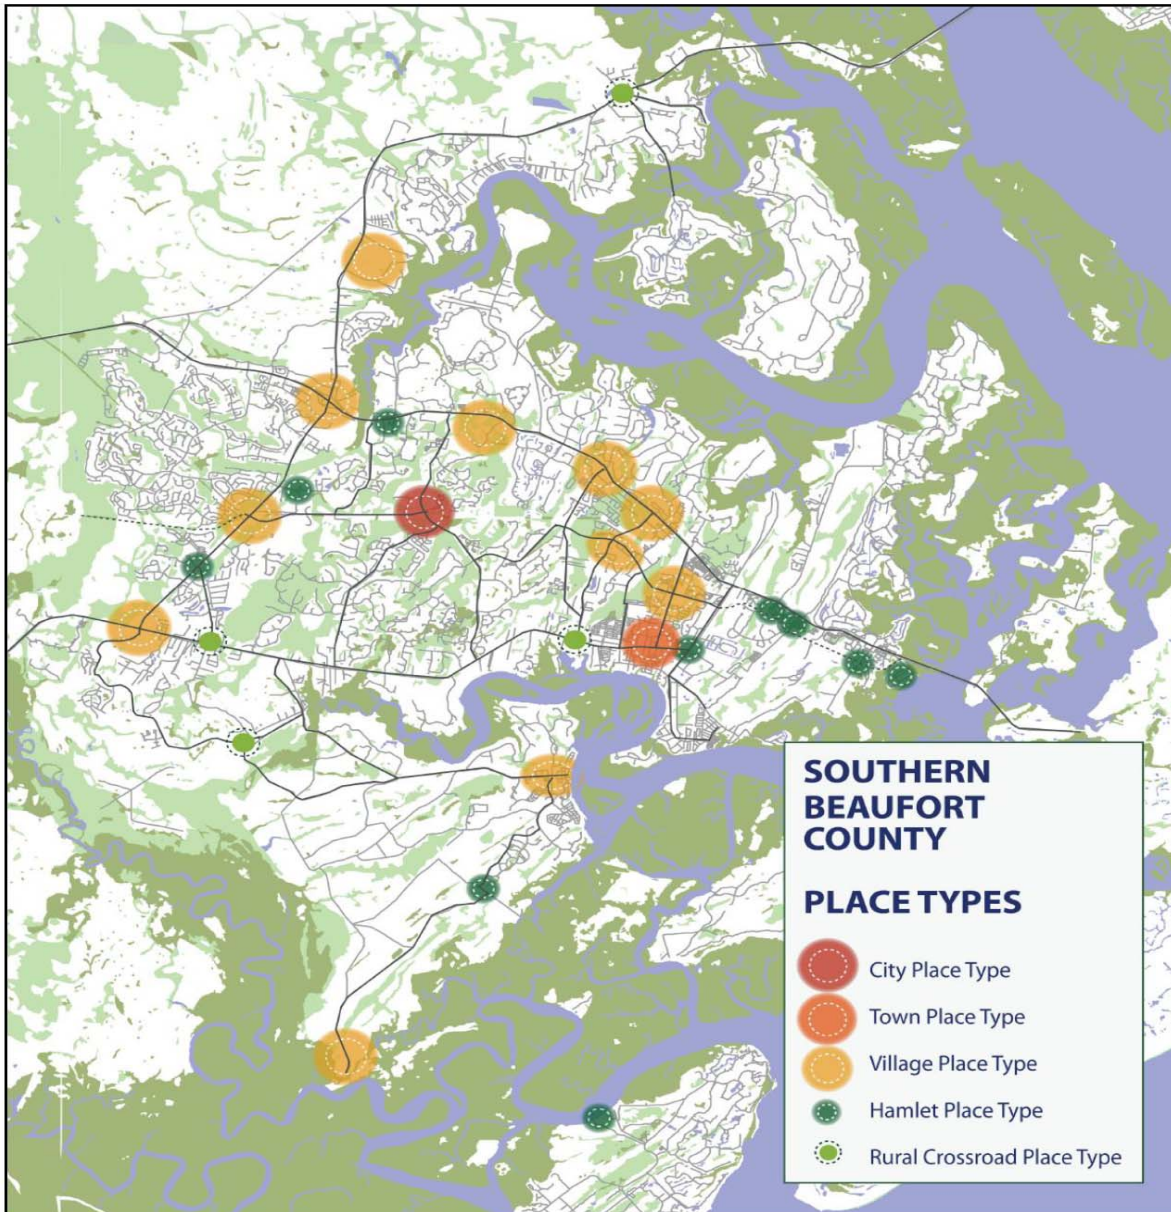 SOUTHERN
BEAUFORT
COUNTY
PLACE TYPES
City Place Type
Town Place Type
Village Place Type
Hamlet Place Type
Rural Crossroad Place Type